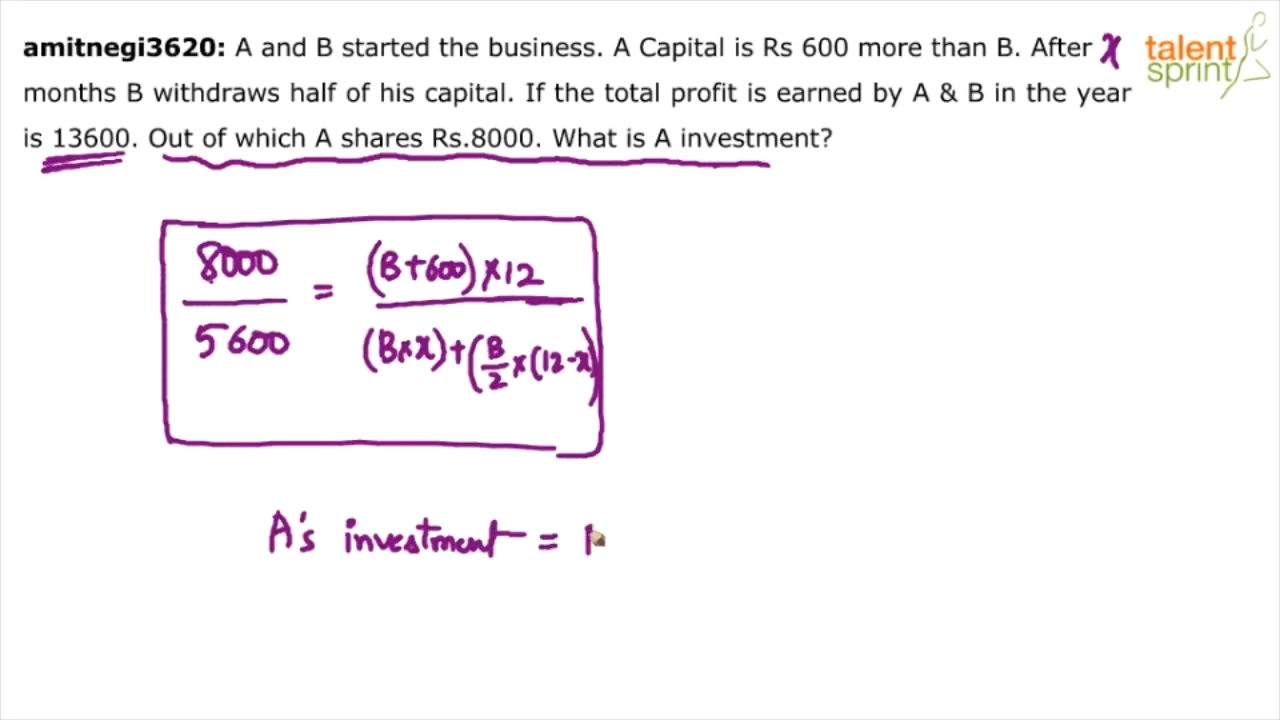 amitnegi3620: A and B started the business. A Capital is Rs 600 more than B. After x
months B withdraws half of his capital. If the total profit is earned by A & B in the year
is 13600. Out of which A shares Rs.8000. What is A investment?
talent
sprint
8000 / 5600 = (B+600)×12 / (B×x)+(B/2×(12-x)
A's investment =